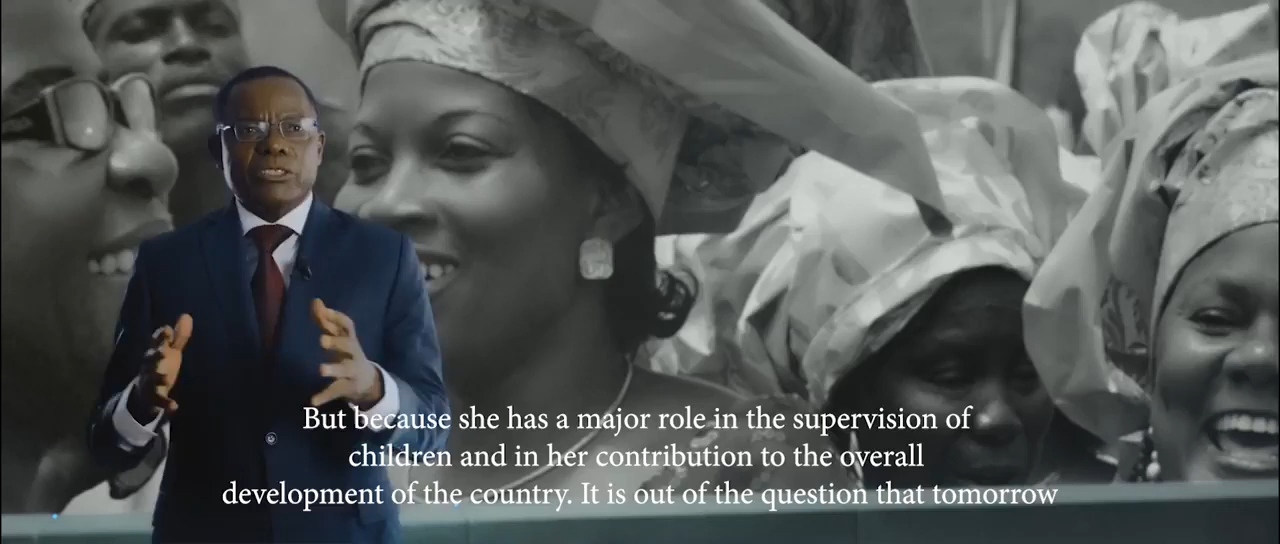 But because she has a major role in the supervision of
children and in her contribution to the overall
development of the country. It is out of the question that tomorrow